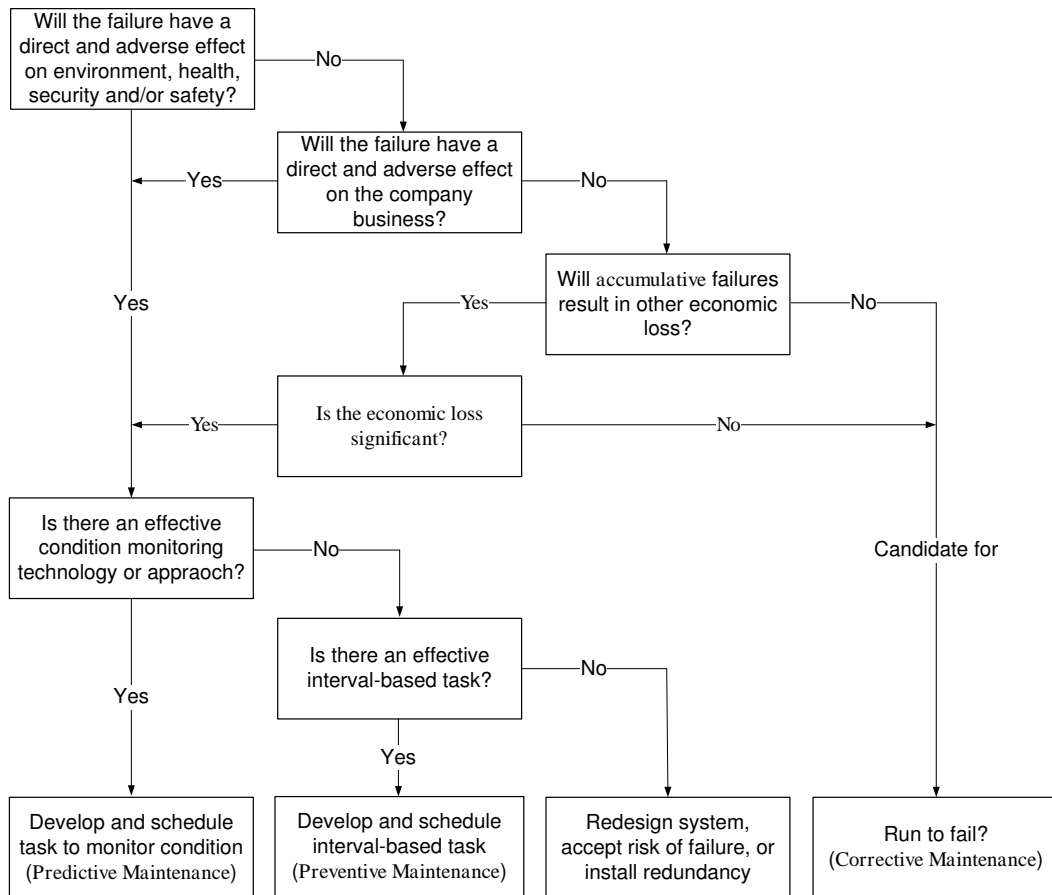 Will the failure have a
direct and adverse effect
on environment, health,
security and/or safety?
No
Will the failure have a
direct and adverse effect
on the company
business?
Yes
No
Will accumulative failures
result in other economic
loss?
Yes
Yes
No
Is the economic loss
significant?
Yes
No
Is there an effective
condition monitoring
technology or appraoch?
No
Candidate for
Is there an effective
interval-based task?
No
Yes
Yes
Develop and schedule
task to monitor condition
(Predictive Maintenance)
Develop and schedule
interval-based task
(Preventive Maintenance)
Redesign system,
accept risk of failure, or
install redundancy
Run to fail?
(Corrective Maintenance)